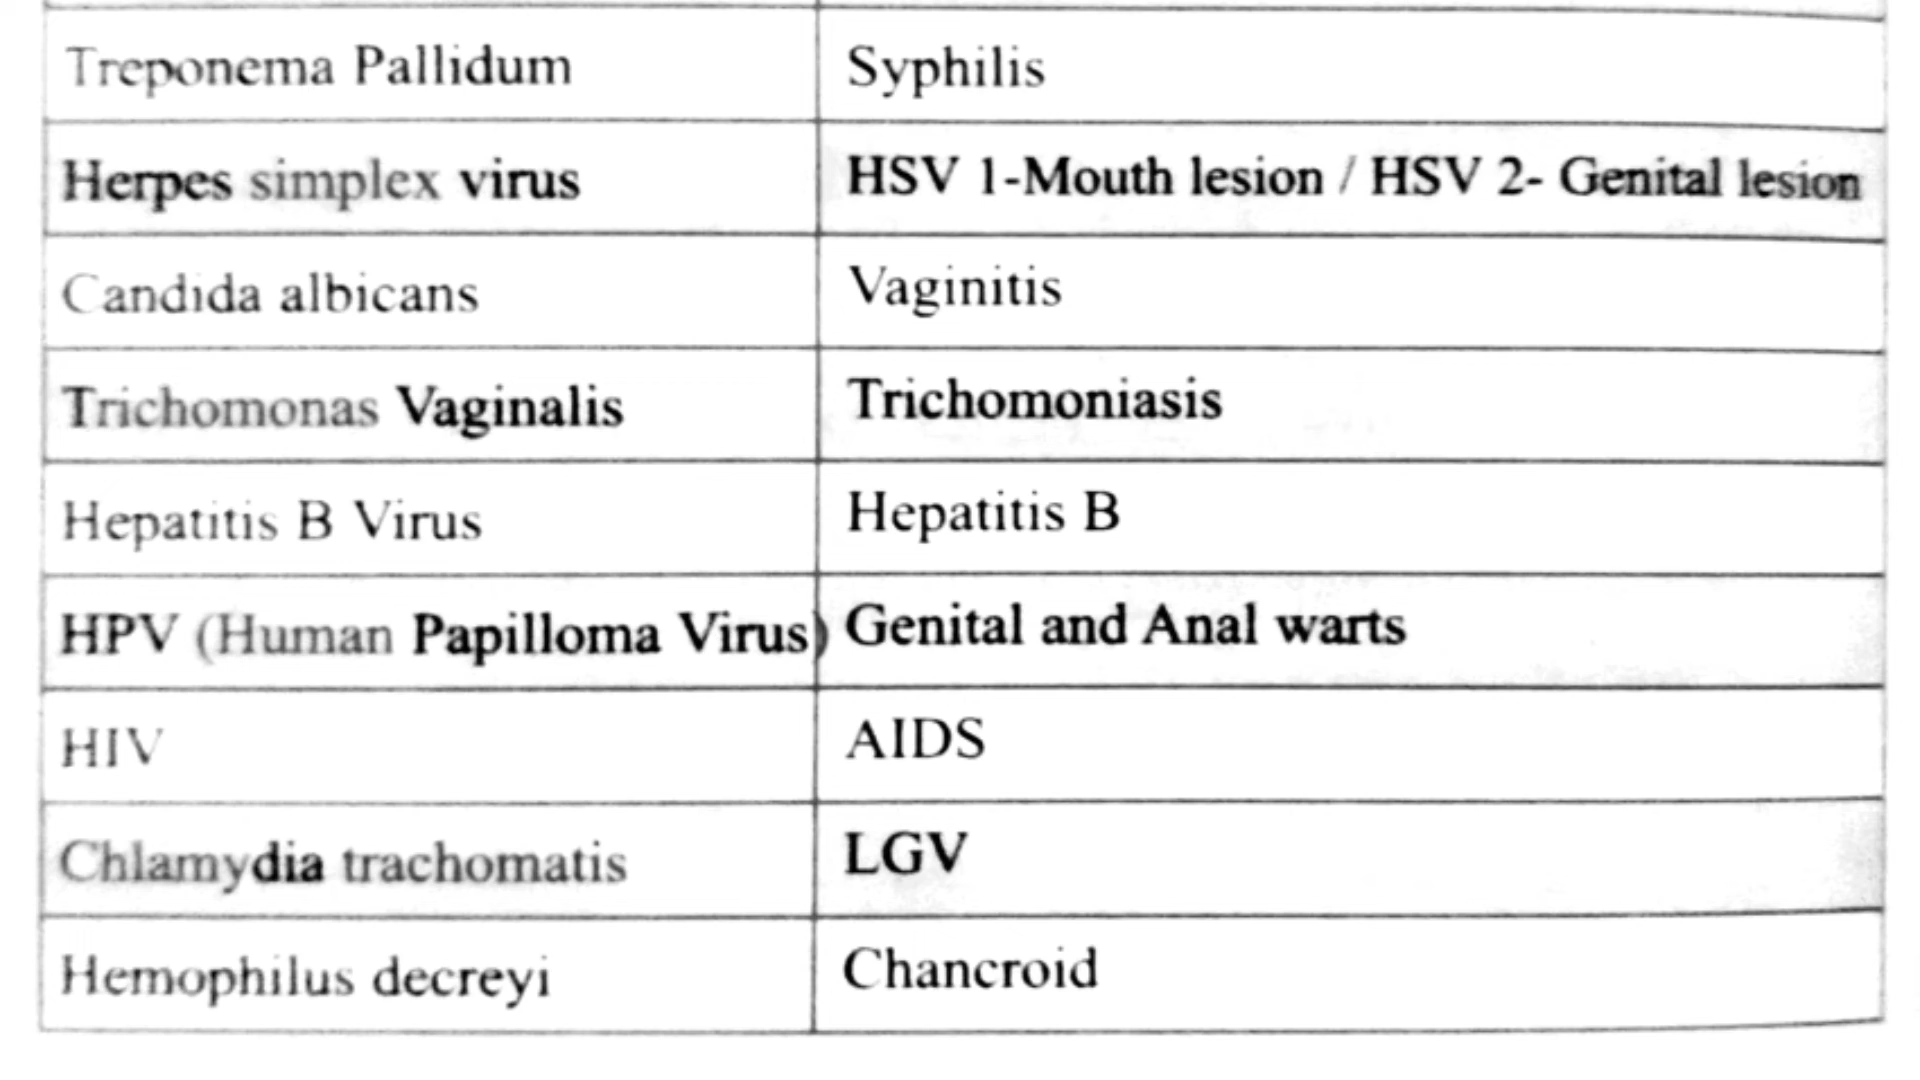 Treponema Pallidum Syphilis
Herpes simplex virus HSV 1-Mouth lesion / HSV 2- Genital lesion
Candida albicans Vaginitis
Trichomonas Vaginalis Trichomoniasis
Hepatitis B Virus Hepatitis B
HPV (Human Papilloma Virus) Genital and Anal warts
HIV AIDS
Chlamydia trachomatis LGV
Hemophilus decreyi Chancroid